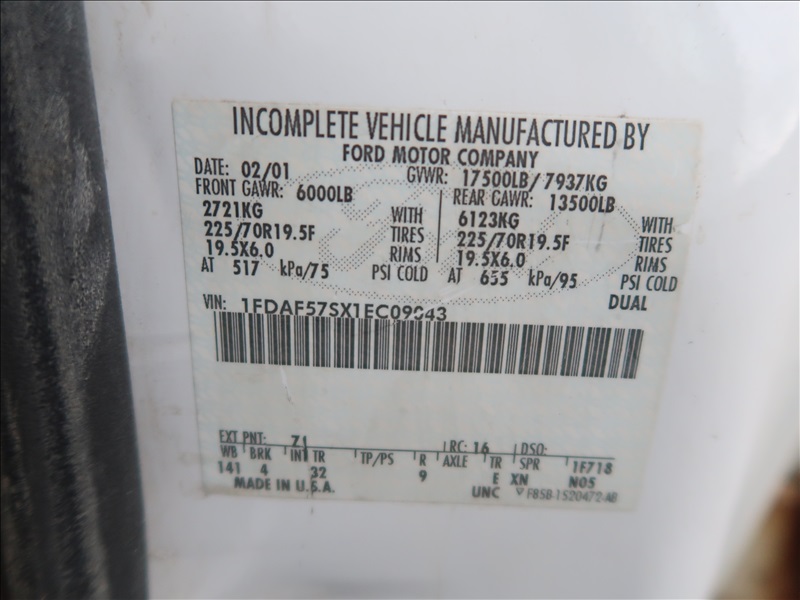 INCOMPLETE VEHICLE MANUFACTURED BY
FORD MOTOR COMPANY
DATE: 02/01 GVWR: 17500LB/ 7937KG
FRONT GAWR: 6000LB REAR GAWR: 13500LB
2721KG WITH 6123KG WITH
225/70R19.5F TIRES 225/70R19.5F TIRES
19.5X6.0 RIMS 19.5X6.0 RIMS
AT 517 kPa/75 PSI COLD AT 655 kPa/95 PSI COLD
DUAL
VIN:
EXT PNT: Z1 RC: 16 DSO:
WB BRK INT TR TP/PS R AXLE TR SPR 1F718
141 4 32 9 E XN N05
MADE IN U.S.A. UNC F85B-1520472-AB